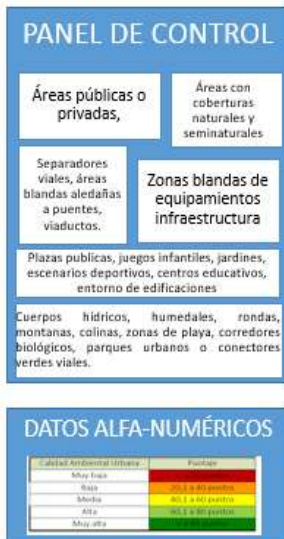 PANEL DE CONTROL
Áreas públicas o
privadas,
Áreas con
coberturas
naturales y
seminaturales
Separadores
viales, áreas
blandas aledañas
a puentes,
viaductos.
Zonas blandas de
equipamientos
infraestructura
Plazas publicas, juegos infantiles, jardines,
escenarios deportivos, centros educativos,
entorno de edificaciones
Cuerpos hídricos, humedales, rondas,
montanas, colinas, zonas de playa, corredores
biológicos, parques urbanos o conectores
verdes viales.
DATOS ALFA-NUMÉRICOS
Calidad Ambiental Urbana Puntaje
Muy baja
Baja 20,1 a 40 puntos
Media 40,1 a 60 puntos
Alta 60,1 a 80 puntos
Muy alta puntos